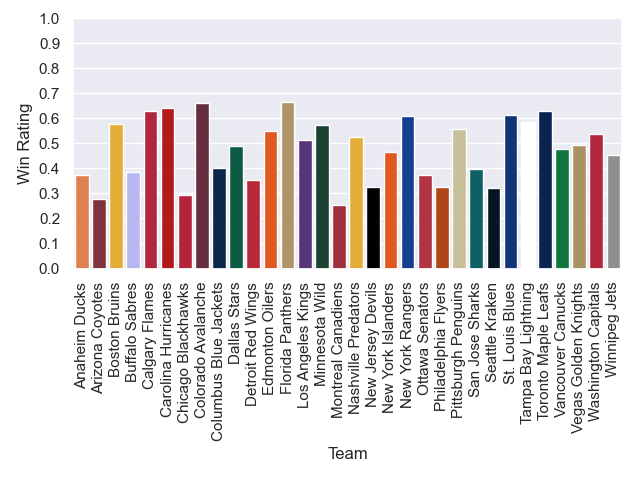 1.0
0.9
0.8
0.7
0.6
0.5
0.4
0.3
0.2
0.1
0.0
Win Rating
Anaheim Ducks
Arizona Coyotes
Boston Bruins
Buffalo Sabres
Calgary Flames
Carolina Hurricanes
Chicago Blackhawks
Colorado Avalanche
Columbus Blue Jackets
Dallas Stars
Detroit Red Wings
Edmonton Oilers
Florida Panthers
Los Angeles Kings
Minnesota Wild
Montreal Canadiens
Nashville Predators
New Jersey Devils
New York Islanders
New York Rangers
Ottawa Senators
Philadelphia Flyers
Pittsburgh Penguins
San Jose Sharks
Seattle Kraken
St. Louis Blues
Tampa Bay Lightning
Toronto Maple Leafs
Vancouver Canucks
Vegas Golden Knights
Washington Capitals
Winnipeg Jets
Team